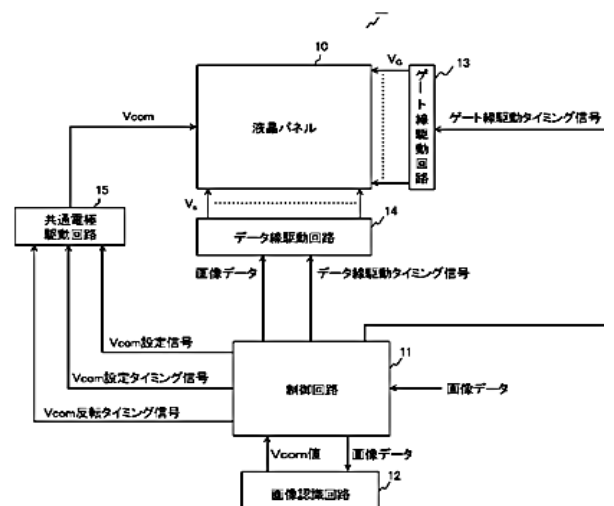 10
VG
13
液晶パネル
ゲート線駆動回路
ゲート線駆動タイミング信号
Vcom
15
Vs
14
共通電極
駆動回路
データ線駆動回路
画像データ
データ線駆動タイミング信号
Vcom設定信号
11
Vcom設定タイミング信号
制御回路
画像データ
Vcom反転タイミング信号
Vcom値
画像データ
12
画像認識回路